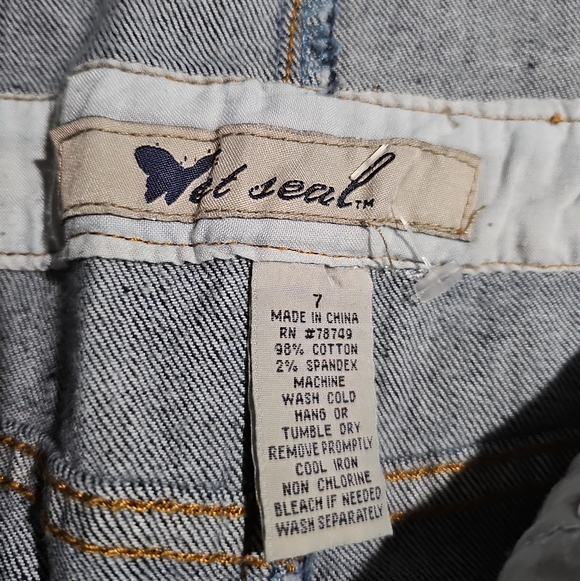 Wet seal™
7
MADE IN CHINA
RN #78749
98% COTTON
2% SPANDEX
MACHINE
WASH COLD
HANG OR
TUMBLE DRY
REMOVE PROMPTLY
COOL IRON
NON CHLORINE
BLEACH IF NEEDED
WASH SEPARATELY